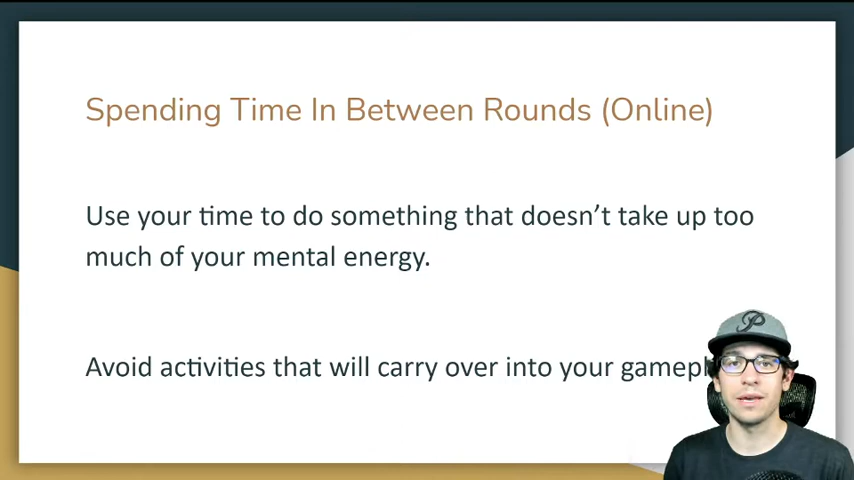 Spending Time In Between Rounds (Online)
Use your time to do something that doesn’t take up too
much of your mental energy.
Avoid activities that will carry over into your
P